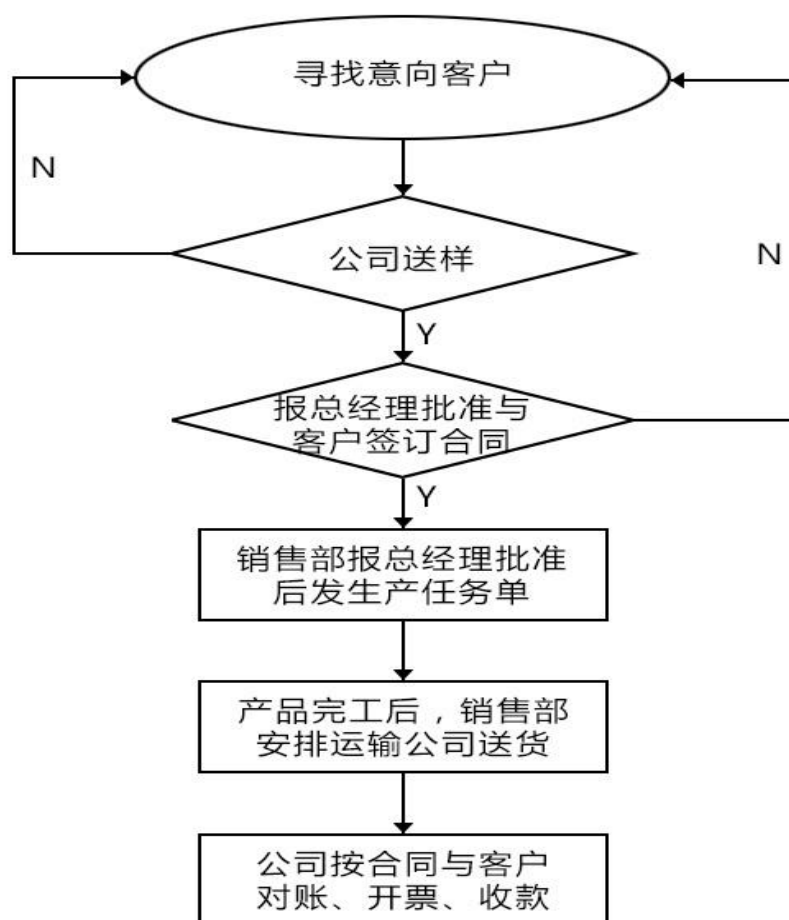 寻找意向客户
N
公司送样
N
Y
报总经理批准与
客户签订合同
Y
销售部报总经理批准
后发生产任务单
产品完工后，销售部
安排运输公司送货
公司按合同与客户
对账、开票、收款